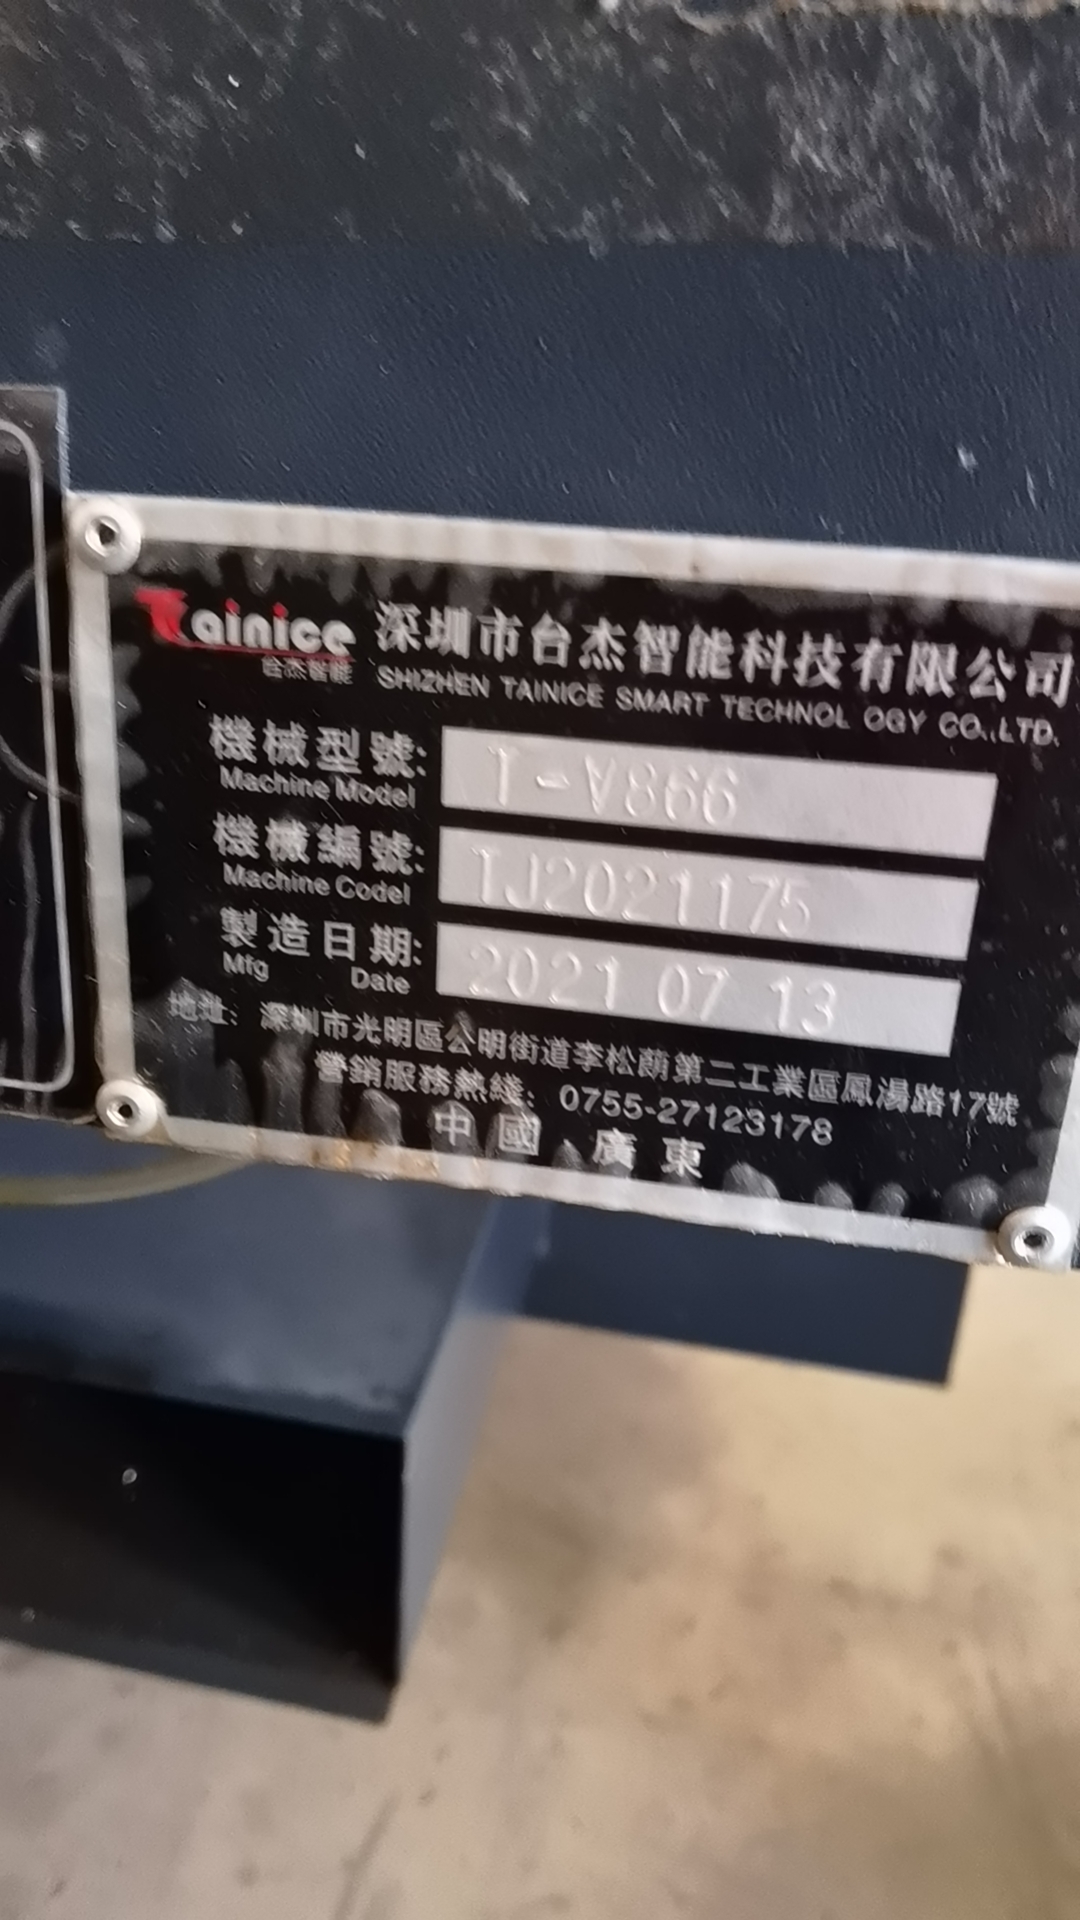 Tainice
台杰智能
深圳市台杰智能科技有限公司
SHIZHEN TAINICE SMART TECHNOL OGY CO.,LTD.
機械型號: T-V866
Machine Model
機械編號: TJ2021175
Machine Codel
製造日期: 2021 07 13
Mfg Date
地址: 深圳市光明區公明街道李松蓢第二工業區鳳湯路17號
營銷服務熱綫: 0755-27123178
中國·廣東